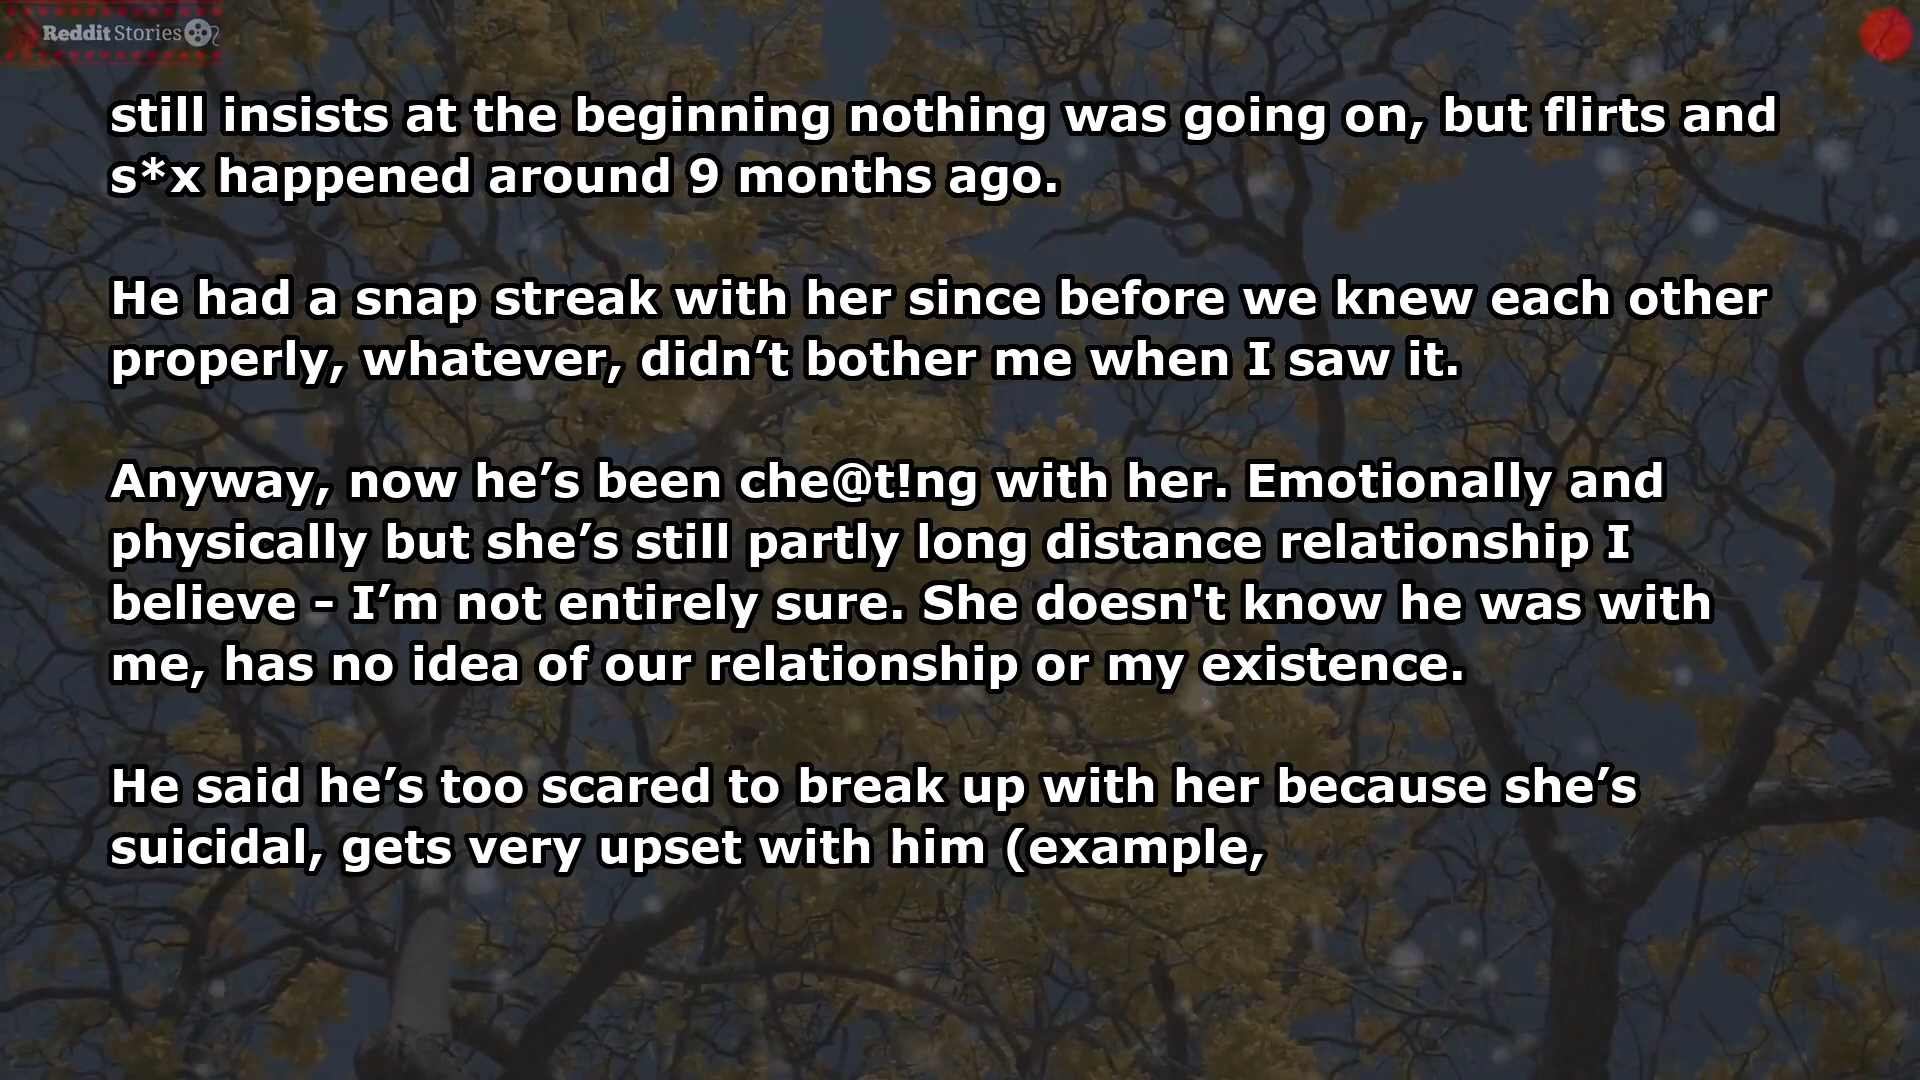 Reddit Stories
still insists at the beginning nothing was going on, but flirts and
s*x happened around 9 months ago.
He had a snap streak with her since before we knew each other
properly, whatever, didn’t bother me when I saw it.
Anyway, now he’s been che@t!ng with her. Emotionally and
physically but she’s still partly long distance relationship I
believe - I’m not entirely sure. She doesn't know he was with
me, has no idea of our relationship or my existence.
He said he’s too scared to break up with her because she’s
suicidal, gets very upset with him (example,